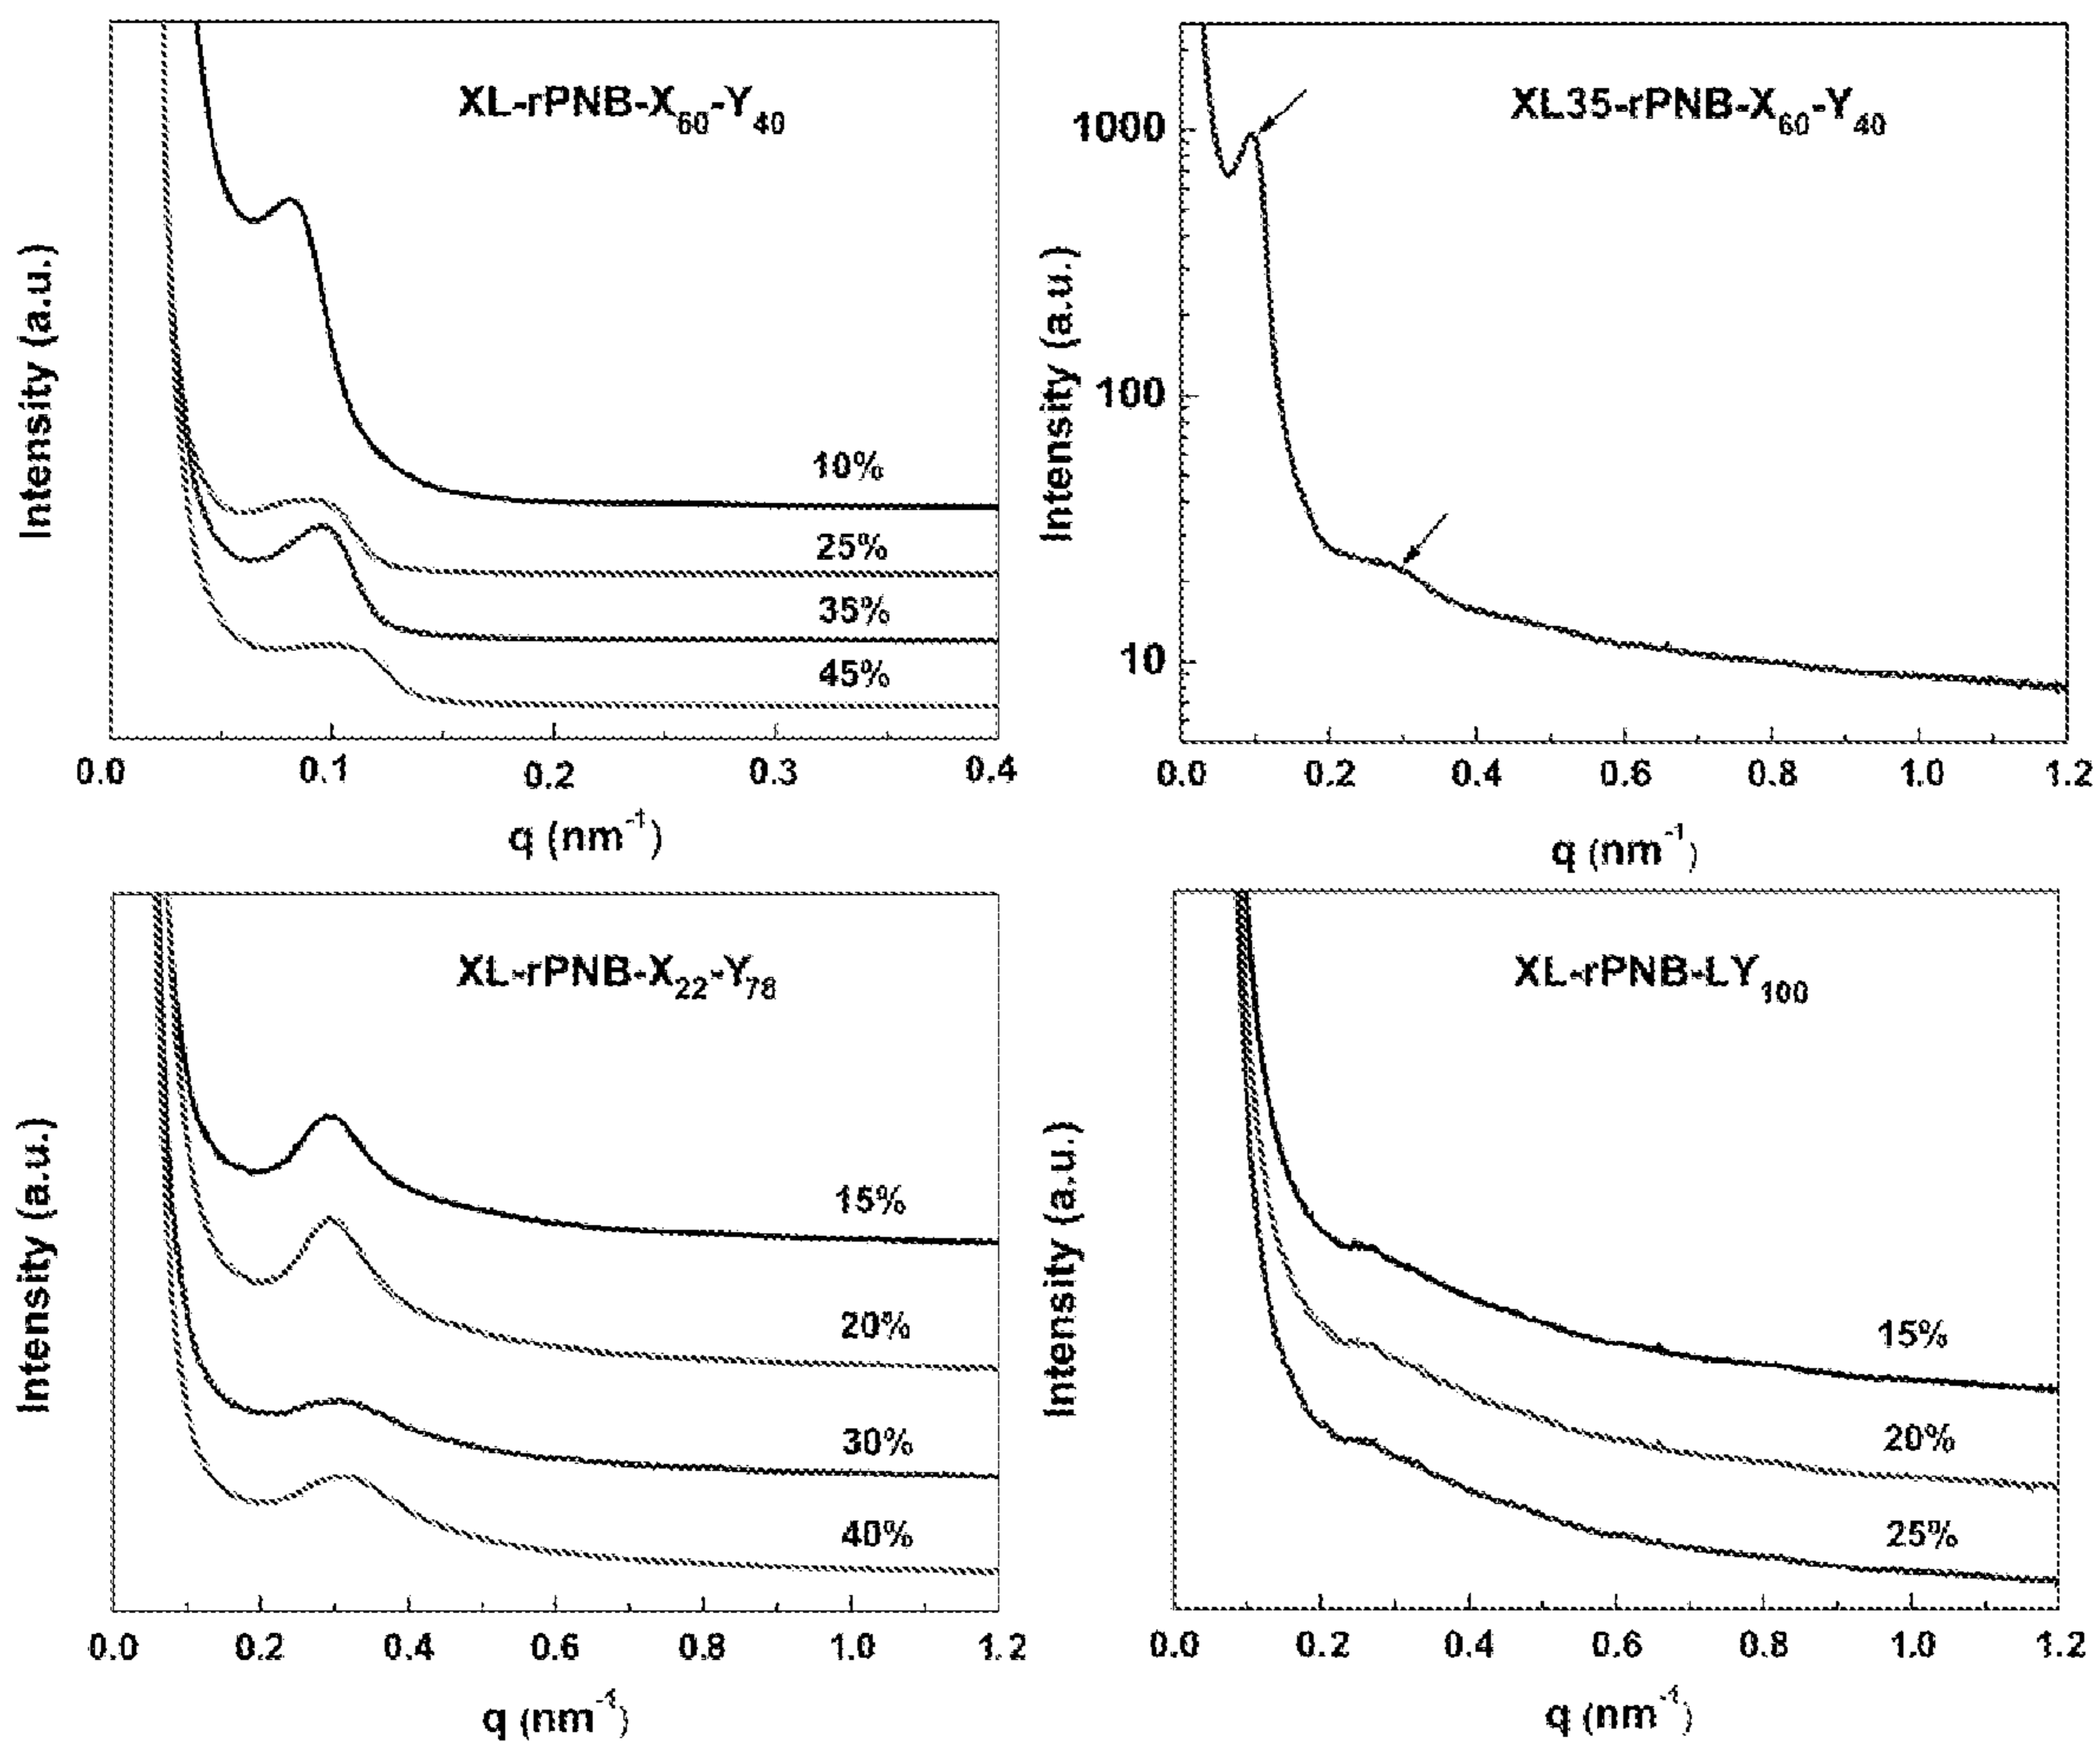 XL-rPNB-X₆₀-Y₄₀
Intensity (a.u.)
10%
25%
35%
45%
0.0 0.1 0.2 0.3 0.4
q (nm⁻¹)
XL35-rPNB-X₆₀-Y₄₀
Intensity (a.u.)
1000
100
10
0.0 0.2 0.4 0.6 0.8 1.0 1.2
q (nm⁻¹)
XL-rPNB-X₂₂-Y₇₈
Intensity (a.u.)
15%
20%
30%
40%
0.0 0.2 0.4 0.6 0.8 1.0 1.2
q (nm⁻¹)
XL-rPNB-LY₁₀₀
Intensity (a.u.)
15%
20%
25%
0.0 0.2 0.4 0.6 0.8 1.0 1.2
q (nm⁻¹)